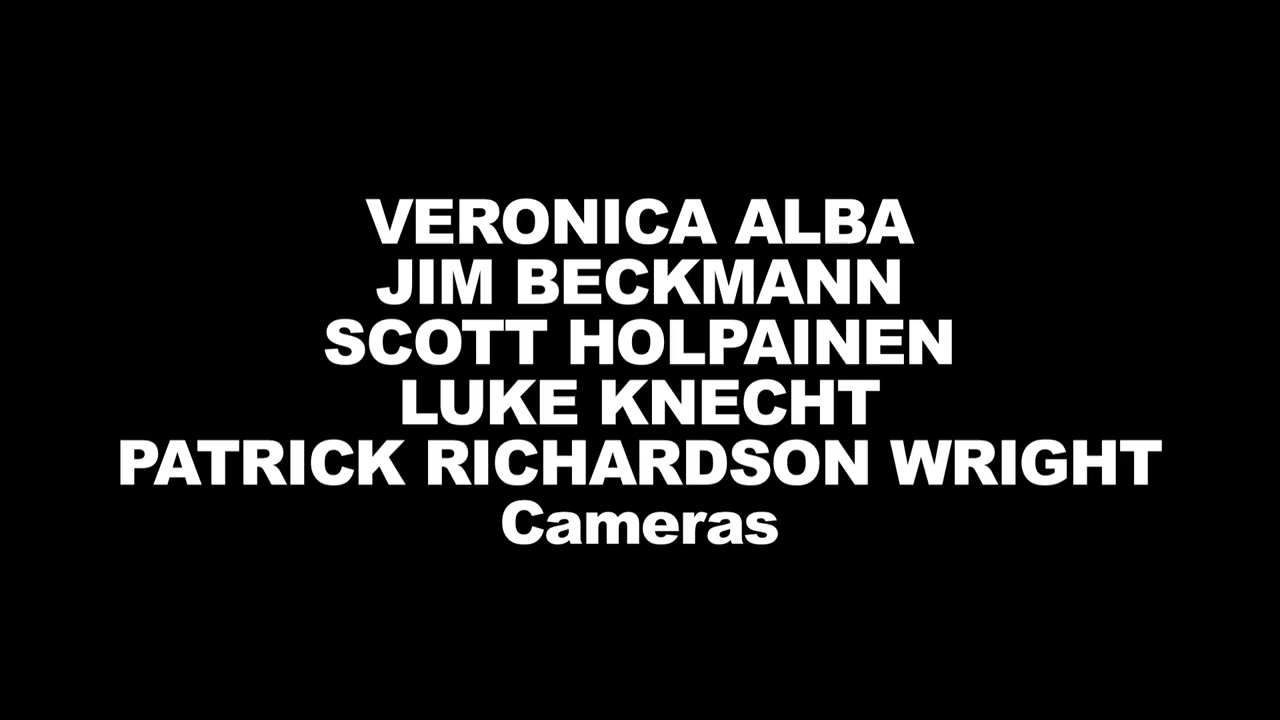 VERONICA ALBA
JIM BECKMANN
SCOTT HOLPAINEN
LUKE KNECHT
PATRICK RICHARDSON WRIGHT
Cameras